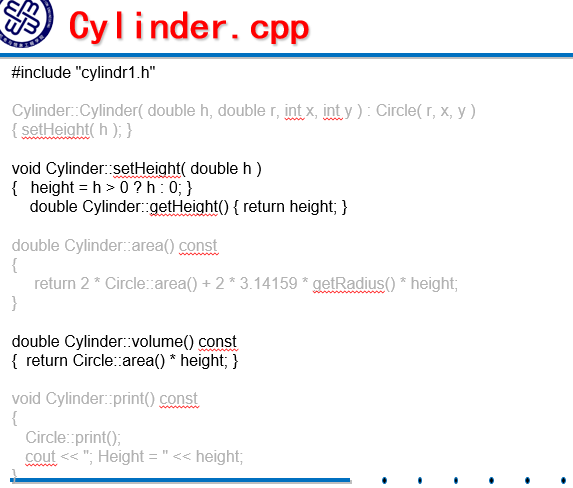 Cylinder.cpp
#include "cylindr1.h"
Cylinder::Cylinder( double h, double r, int x, int y ) : Circle( r, x, y )
{ setHeight( h ); }
void Cylinder::setHeight( double h )
{ height = h > 0 ? h : 0; }
double Cylinder::getHeight() { return height; }
double Cylinder::area() const
{
return 2 * Circle::area() + 2 * 3.14159 * getRadius() * height;
}
double Cylinder::volume() const
{ return Circle::area() * height; }
void Cylinder::print() const
{
Circle::print();
cout << "; Height = " << height;
}